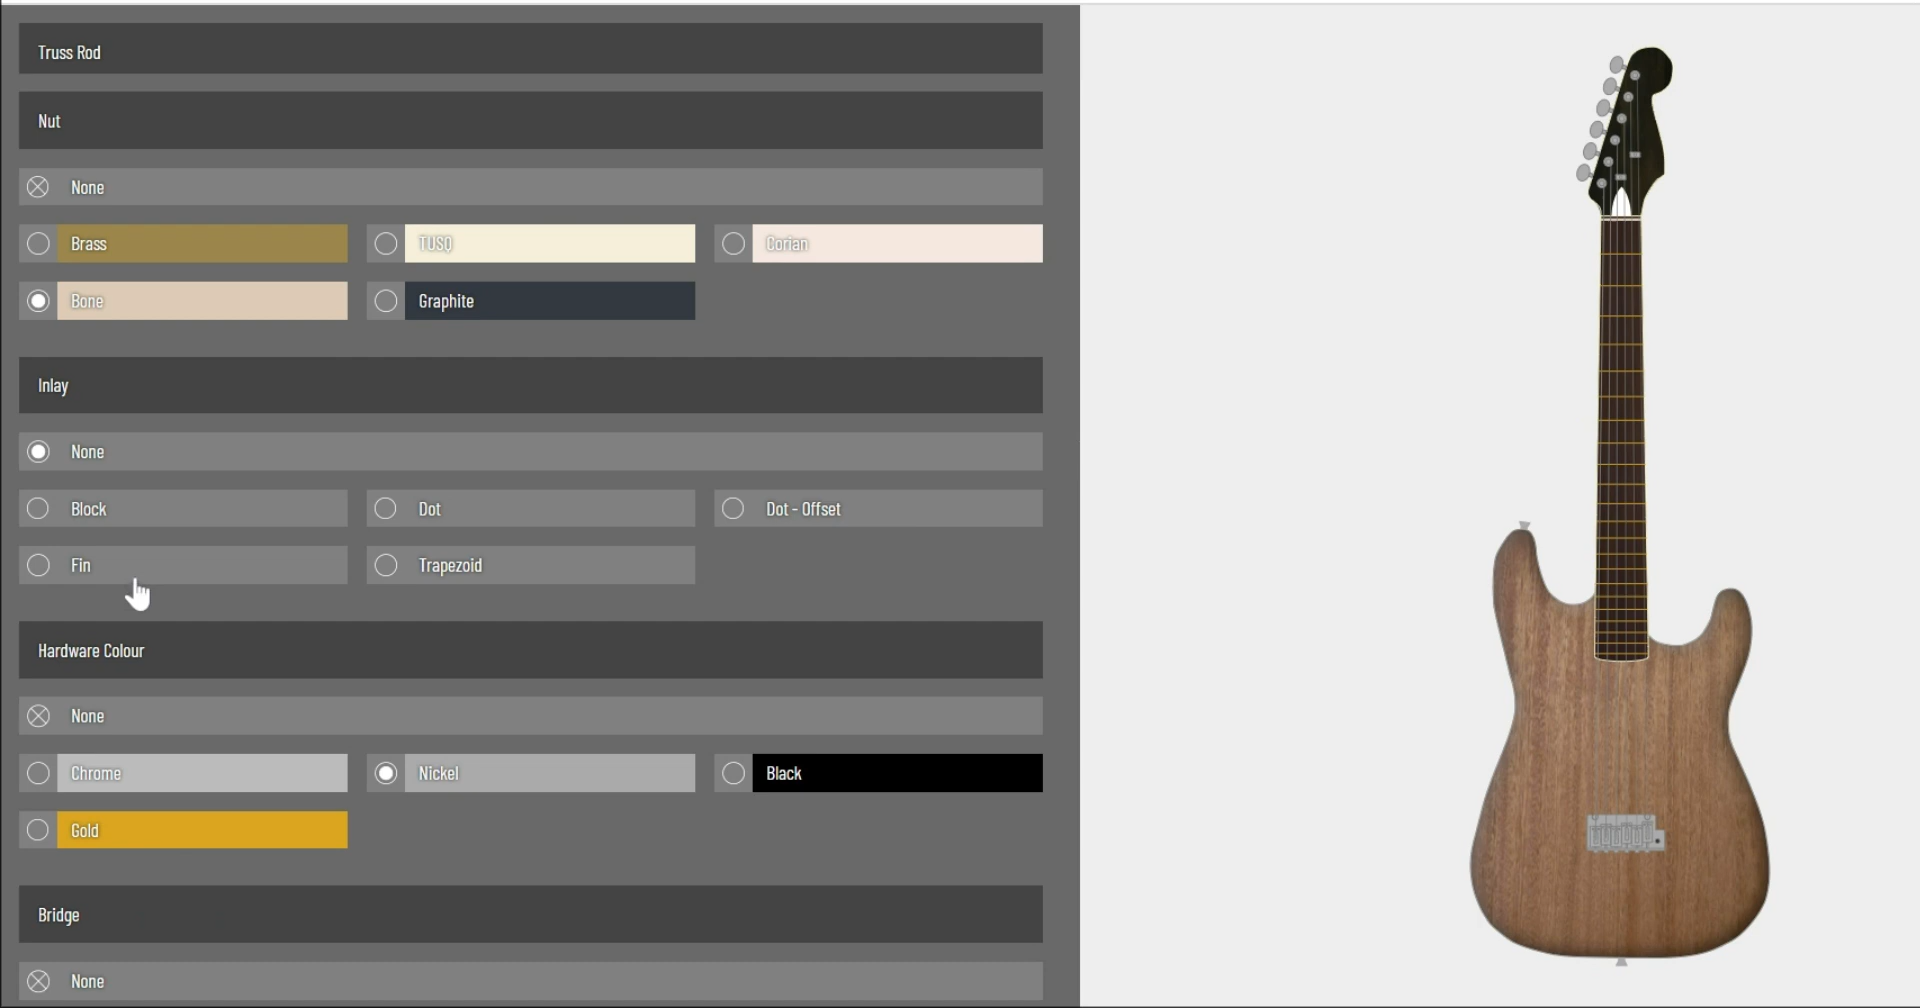 Truss Rod
Nut
None
Brass
TUSQ
Corian
Bone
Graphite
Inlay
None
Block
Dot
Dot - Offset
Fin
Trapezoid
Hardware Colour
None
Chrome
Nickel
Black
Gold
Bridge
None